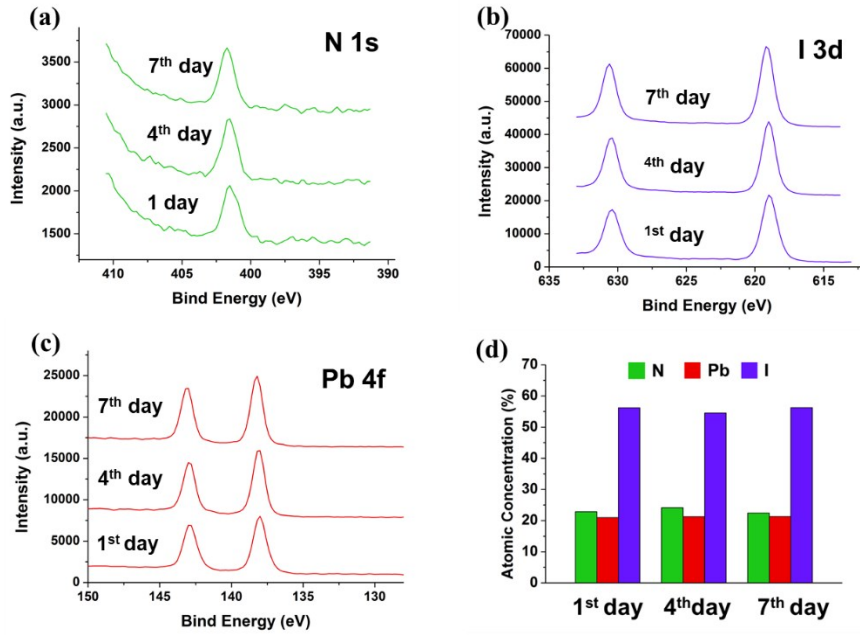 (a)
N 1s
7th day
4th day
1 day
Intensity (a.u.)
3500
3000
2500
2000
1500
410
405
400
395
390
Bind Energy (eV)
(b)
I 3d
7th day
4th day
1st day
Intensity (a.u.)
70000
60000
50000
40000
30000
20000
10000
0
635
630
625
620
615
Bind Energy (eV)
(c)
Pb 4f
7th day
4th day
1st day
Intensity (a.u.)
25000
20000
15000
10000
5000
0
150
145
140
135
130
Bind Energy (eV)
(d)
N Pb I
Atomic Concentration (%)
70
60
50
40
30
20
10
0
1st day 4thday 7th day